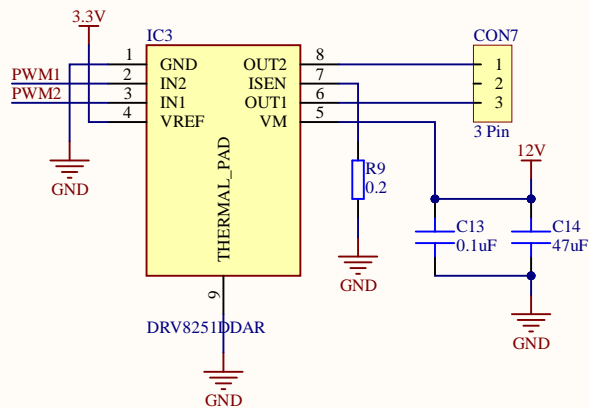 3.3V
IC3
CON7
1 GND OUT2 8 1
PWM1 2 IN2 ISEN 7 2
PWM2 3 IN1 OUT1 6 3
4 VREF VM 5
3 Pin
12V
GND
THERMAL_PAD
R9
0.2
C13
0.1uF
C14
47uF
GND
9
DRV8251DDAR
GND
GND